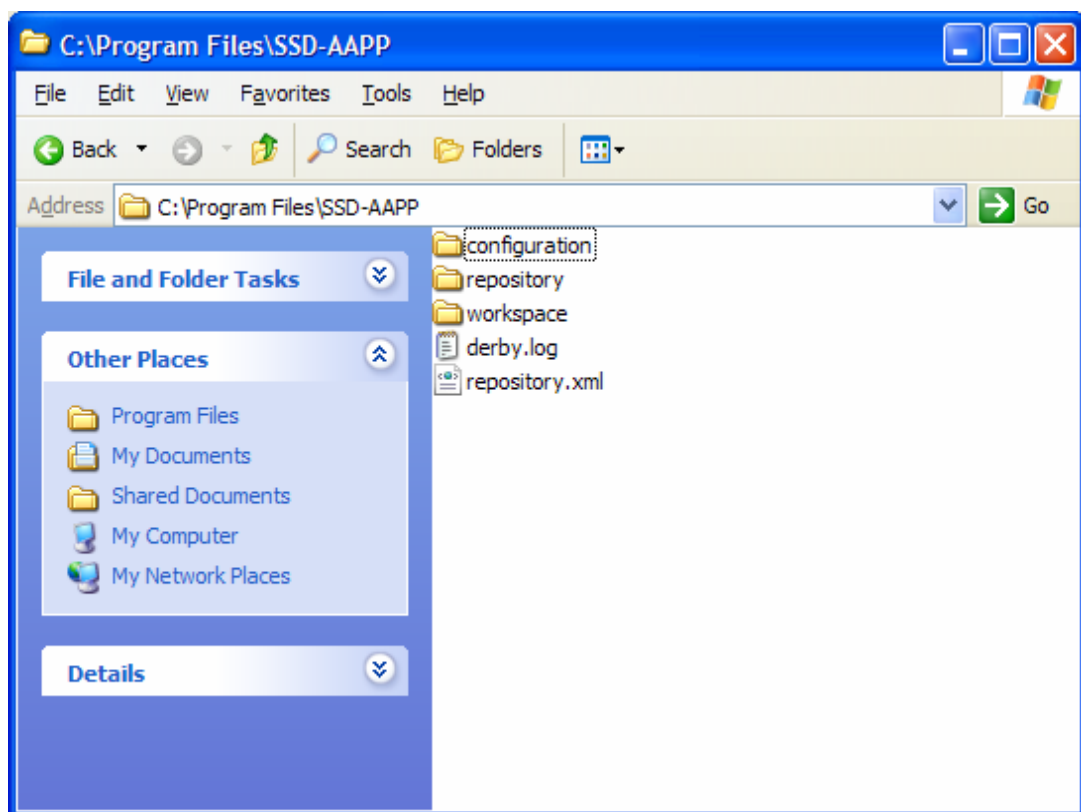 C:\Program Files\SSD-AAPP
File Edit View Favorites Tools Help
Back Search Folders
Address C:\Program Files\SSD-AAPP Go
File and Folder Tasks
Other Places
Program Files
My Documents
Shared Documents
My Computer
My Network Places
Details
configuration
repository
workspace
derby.log
repository.xml